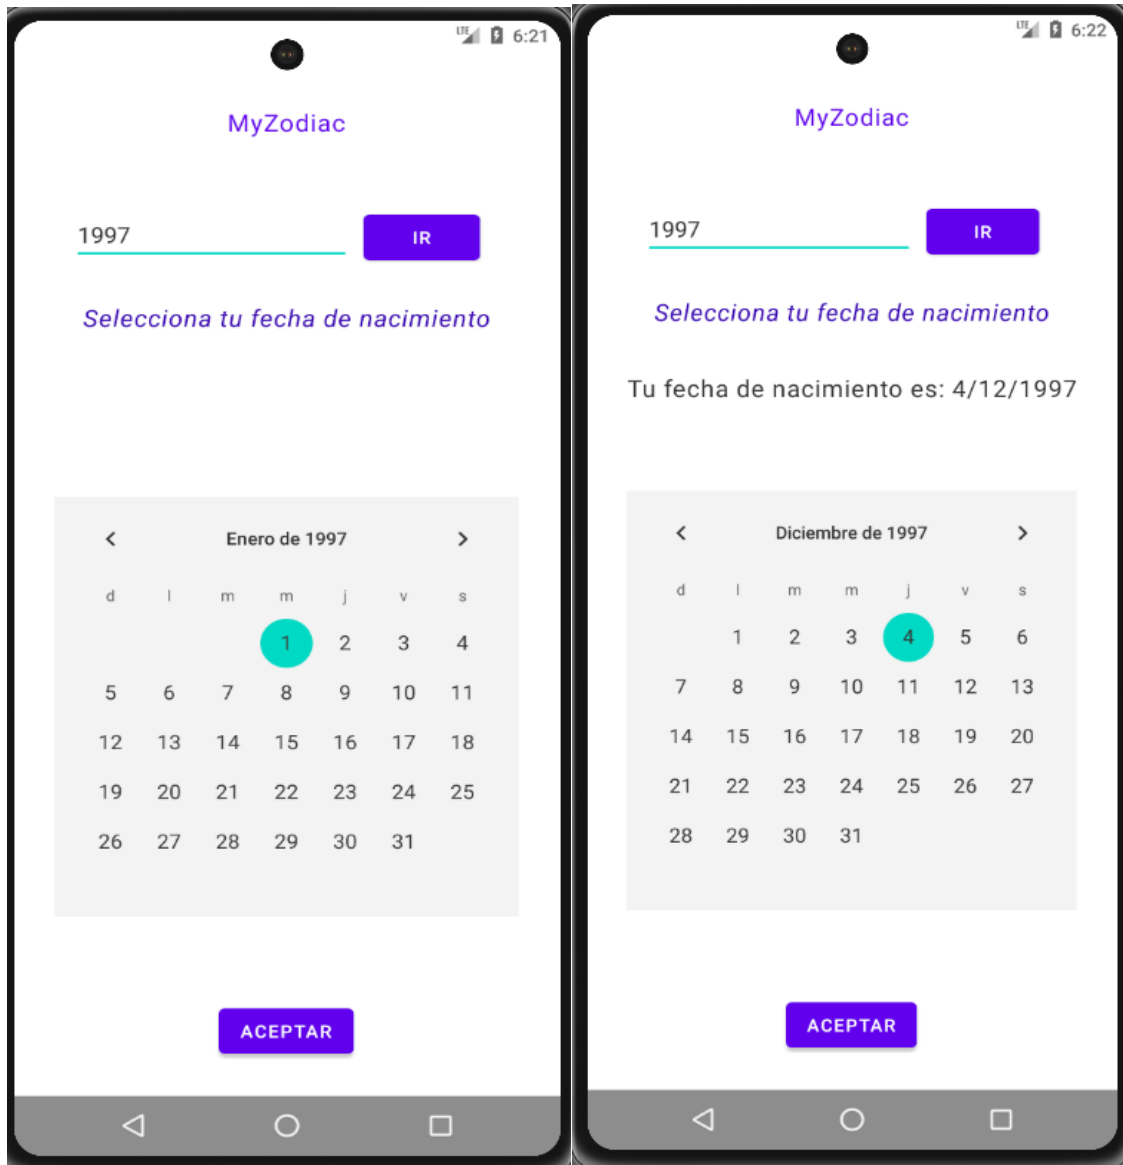 LTE 6:21
MyZodiac
1997 IR
Selecciona tu fecha de nacimiento
Enero de 1997
d l m m j v s
1 2 3 4
5 6 7 8 9 10 11
12 13 14 15 16 17 18
19 20 21 22 23 24 25
26 27 28 29 30 31
ACEPTAR
LTE 6:22
MyZodiac
1997 IR
Selecciona tu fecha de nacimiento
Tu fecha de nacimiento es: 4/12/1997
Diciembre de 1997
d l m m j v s
1 2 3 4 5 6
7 8 9 10 11 12 13
14 15 16 17 18 19 20
21 22 23 24 25 26 27
28 29 30 31
ACEPTAR